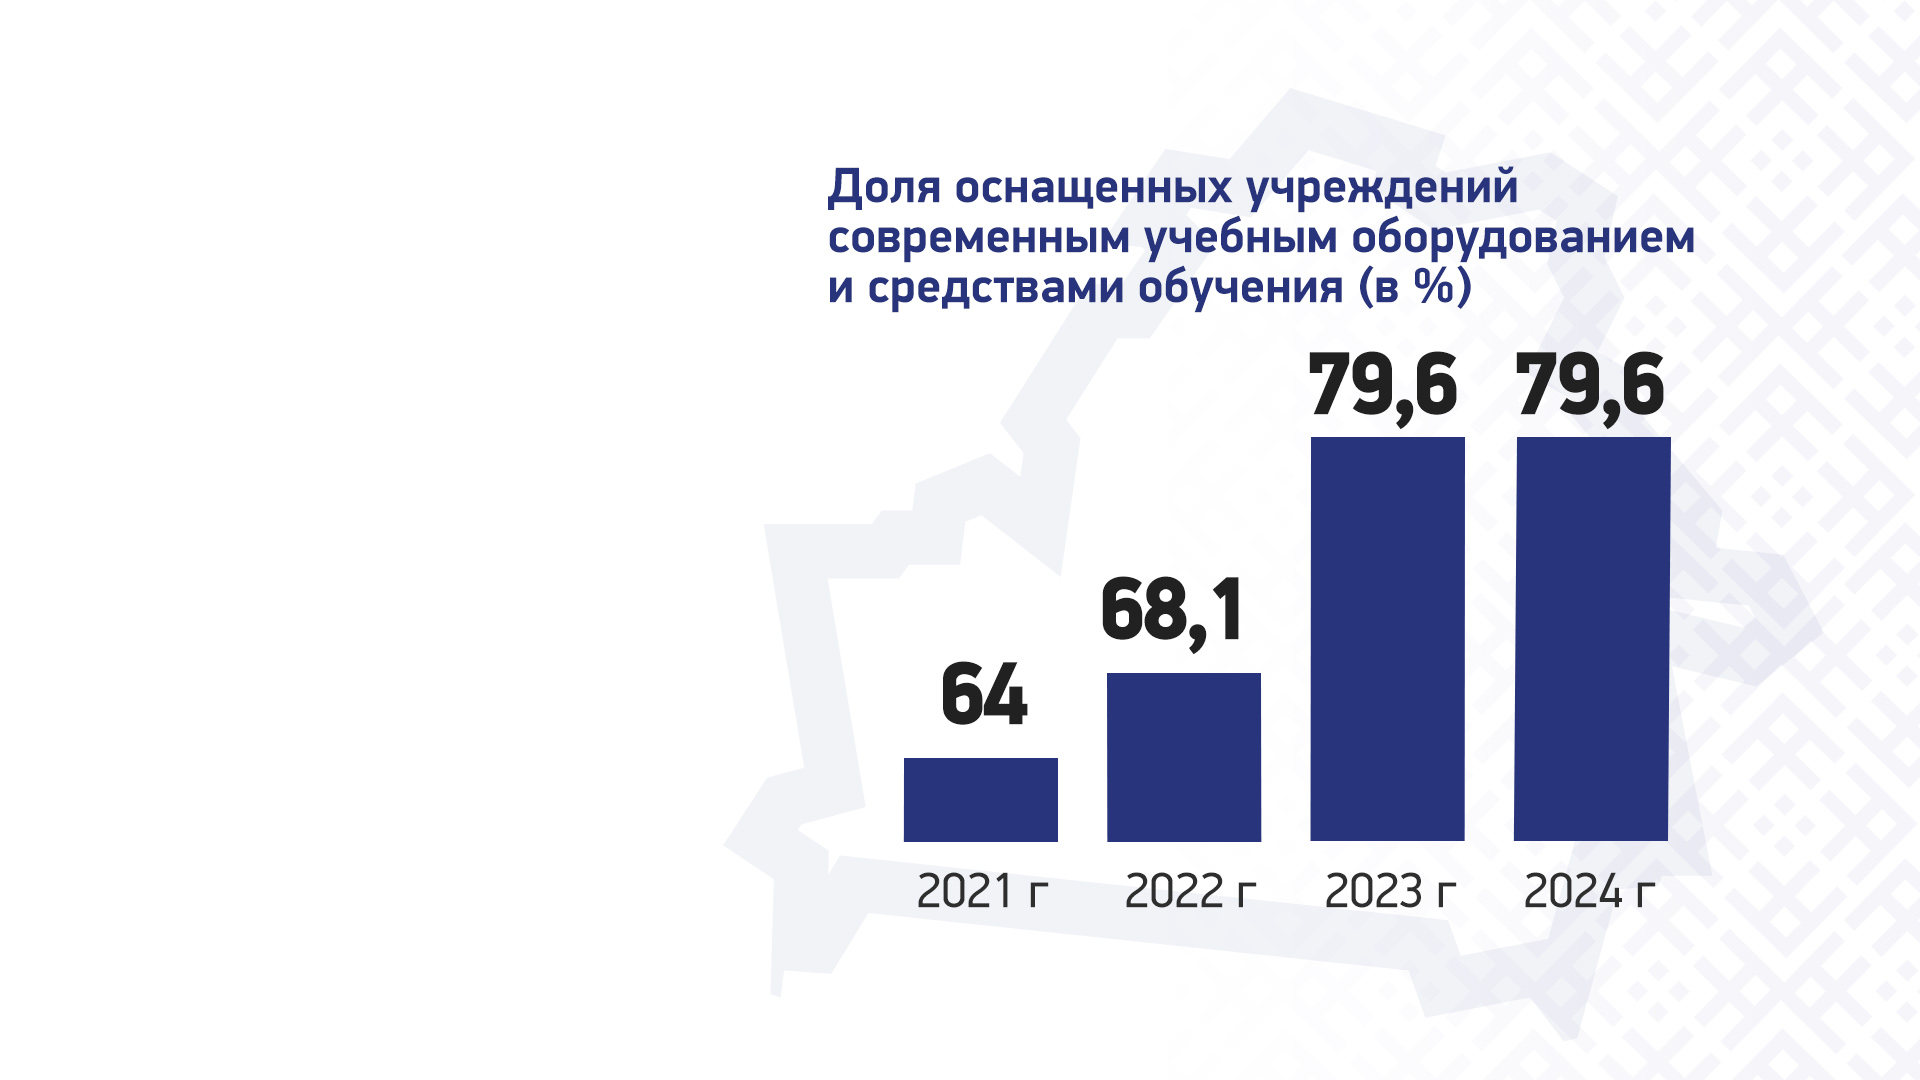 Доля оснащенных учреждений
современным учебным оборудованием
и средствами обучения (в %)
79,6 79,6
68,1
64
2021 г 2022 г 2023 г 2024 г